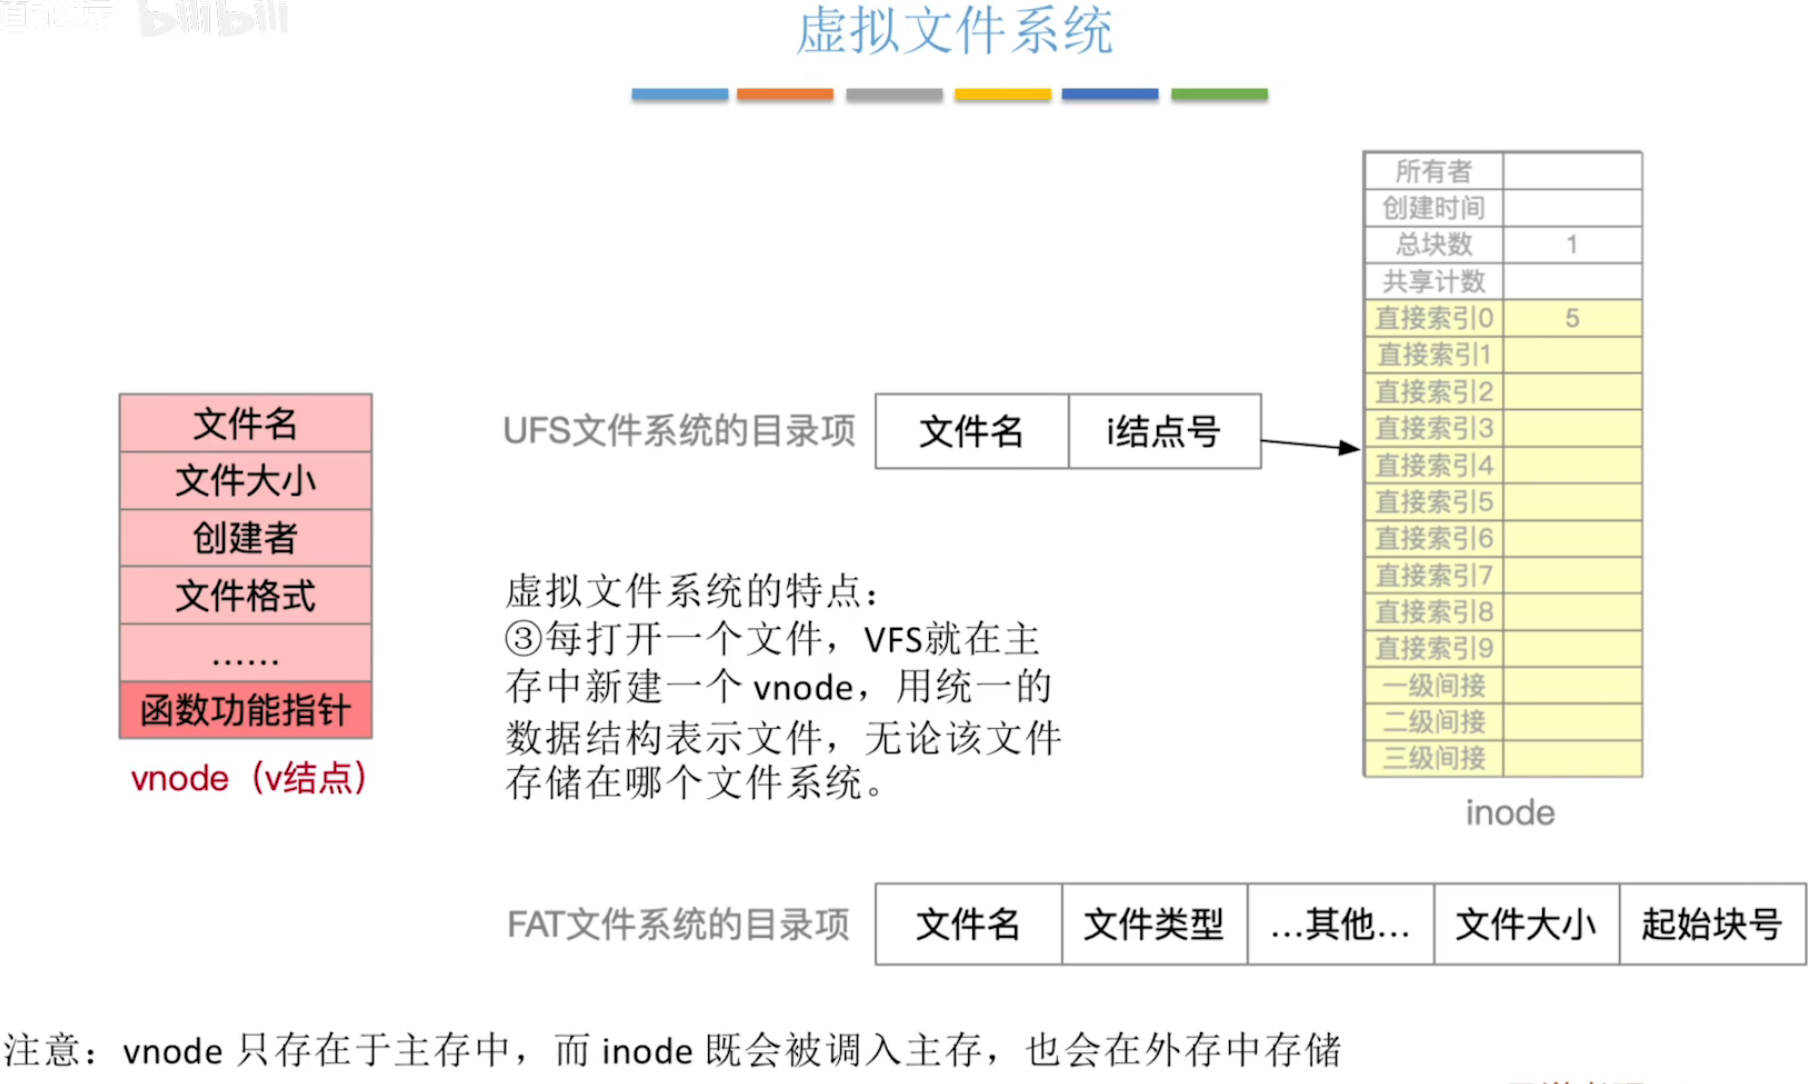 bilibili
虚拟文件系统
所有者
创建时间
总块数 1
共享计数
直接索引0 5
直接索引1
直接索引2
直接索引3
直接索引4
直接索引5
直接索引6
直接索引7
直接索引8
直接索引9
一级间接
二级间接
三级间接
inode
文件名
文件大小
创建者
文件格式
......
函数功能指针
vnode（v结点）
UFS文件系统的目录项 文件名 i结点号
虚拟文件系统的特点：
③每打开一个文件，VFS就在主
存中新建一个 vnode，用统一的
数据结构表示文件，无论该文件
存储在哪个文件系统。
FAT文件系统的目录项 文件名 文件类型 ...其他... 文件大小 起始块号
注意：vnode 只存在于主存中，而 inode 既会被调入主存，也会在外存中存储